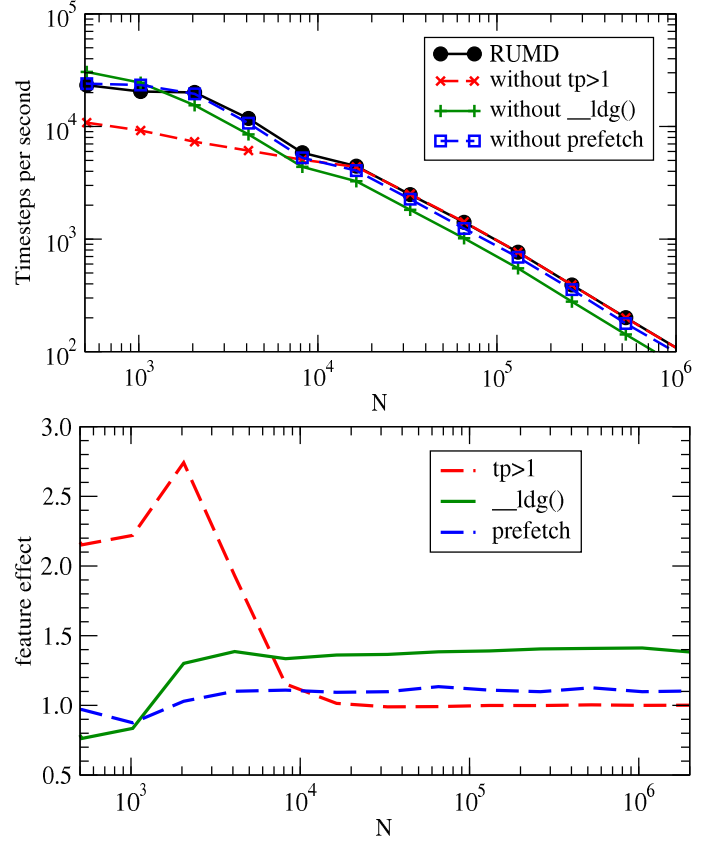 10^5
10^4
10^3
10^2
Timesteps per second
RUMD
without tp>1
without __ldg()
without prefetch
10^3 10^4 10^5 10^6
N
3.0
2.5
2.0
1.5
1.0
0.5
feature effect
tp>1
__ldg()
prefetch
10^3 10^4 10^5 10^6
N